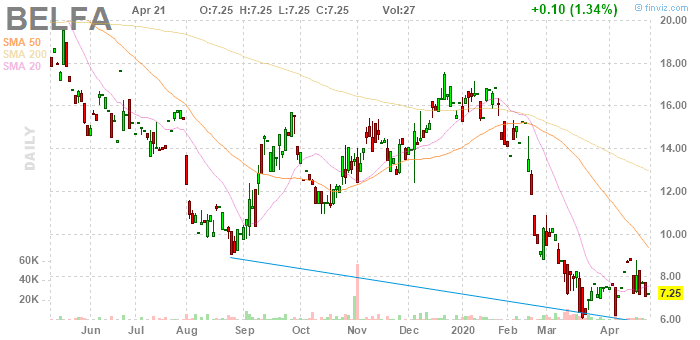 BELFA Apr 21 O:7.25 H:7.25 L:7.25 C:7.25 Vol:27 +0.10 (1.34%) © finviz.com
SMA 50
SMA 200
SMA 20
DAILY
20.00
18.00
16.00
14.00
12.00
10.00
8.00
7.25
6.00
60K
40K
20K
Jun Jul Aug Sep Oct Nov Dec 2020 Feb Mar Apr